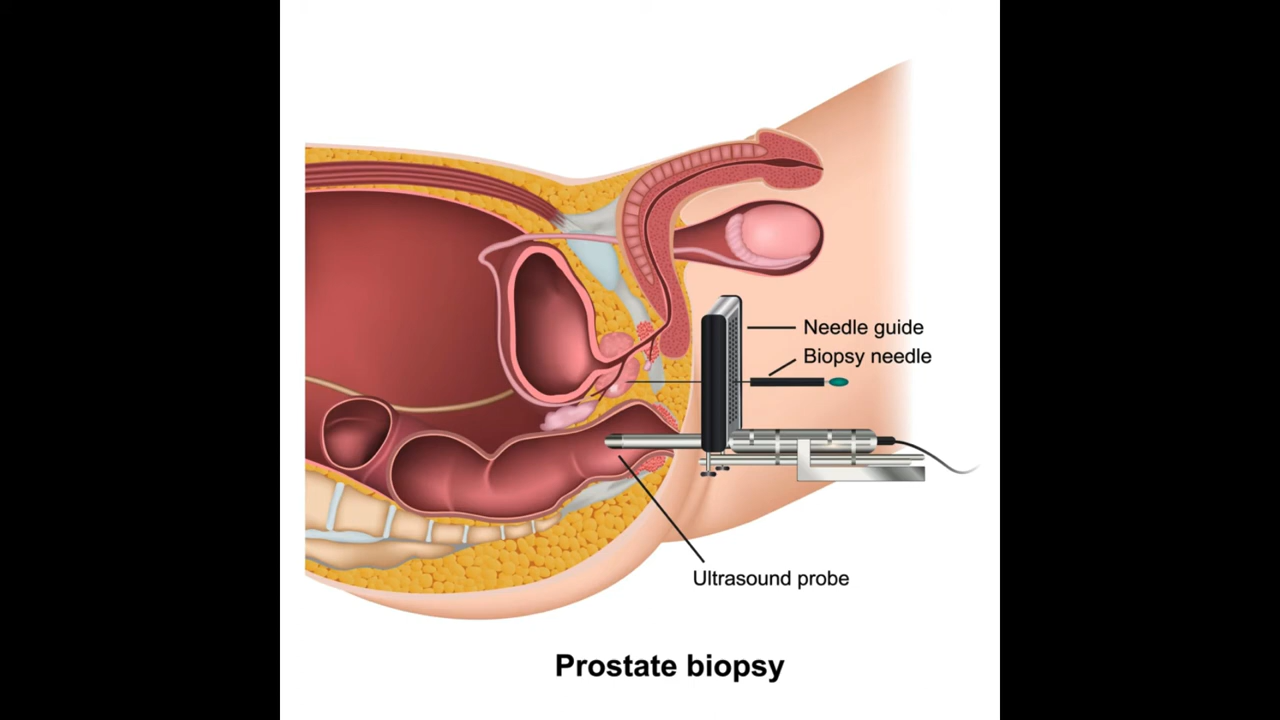 Needle guide
Biopsy needle
Ultrasound probe
Prostate biopsy